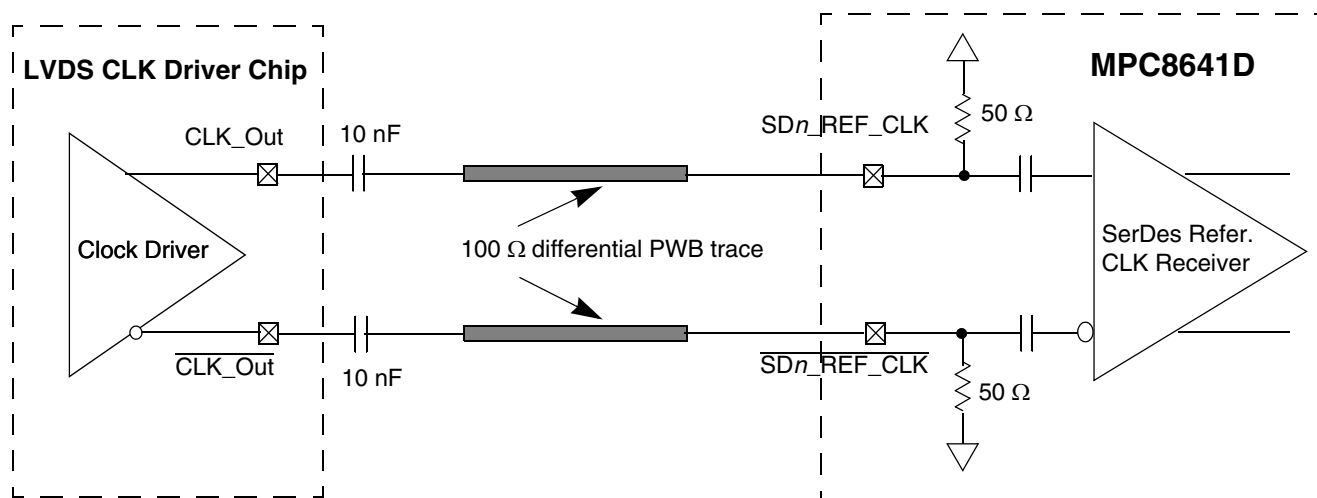 LVDS CLK Driver Chip
MPC8641D
CLK_Out
10 nF
SDn_REF_CLK
50 Ω
Clock Driver
100 Ω differential PWB trace
SerDes Refer.
CLK Receiver
CLK_Out
10 nF
SDn_REF_CLK
50 Ω